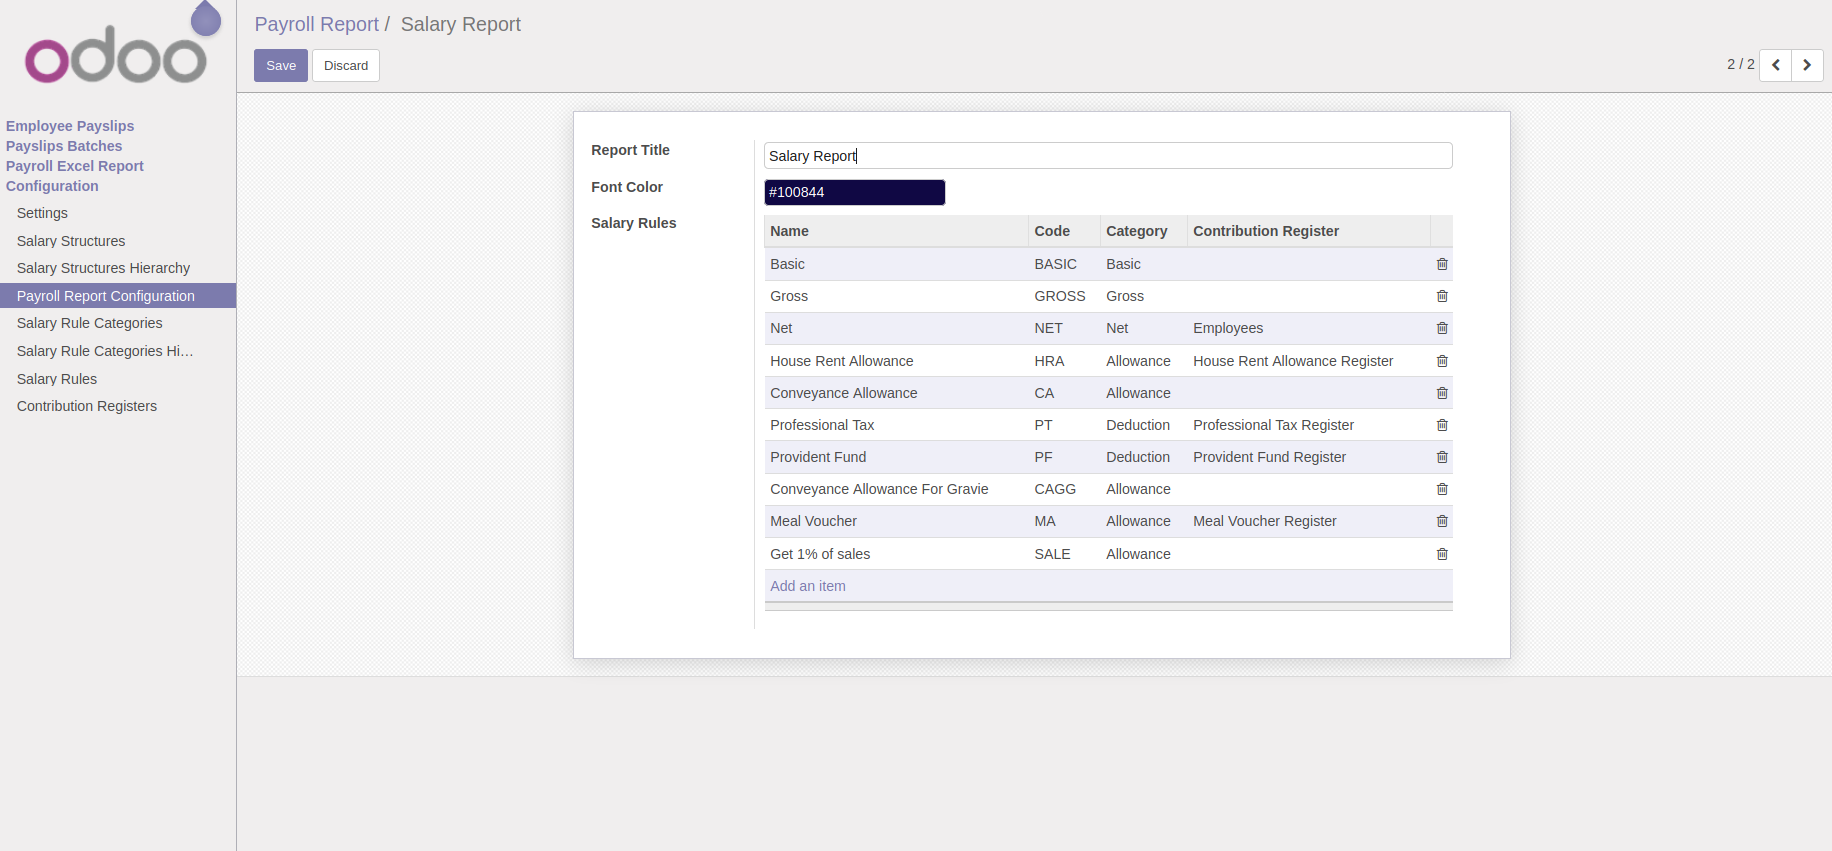 odoo
Employee Payslips
Payslips Batches
Payroll Excel Report
Configuration
Settings
Salary Structures
Salary Structures Hierarchy
Payroll Report Configuration
Salary Rule Categories
Salary Rule Categories Hi...
Salary Rules
Contribution Registers
Payroll Report / Salary Report
Save Discard
2 / 2
Report Title Salary Report
Font Color #100844
Salary Rules
Name Code Category Contribution Register
Basic BASIC Basic
Gross GROSS Gross
Net NET Net Employees
House Rent Allowance HRA Allowance House Rent Allowance Register
Conveyance Allowance CA Allowance
Professional Tax PT Deduction Professional Tax Register
Provident Fund PF Deduction Provident Fund Register
Conveyance Allowance For Gravie CAGG Allowance
Meal Voucher MA Allowance Meal Voucher Register
Get 1% of sales SALE Allowance
Add an item